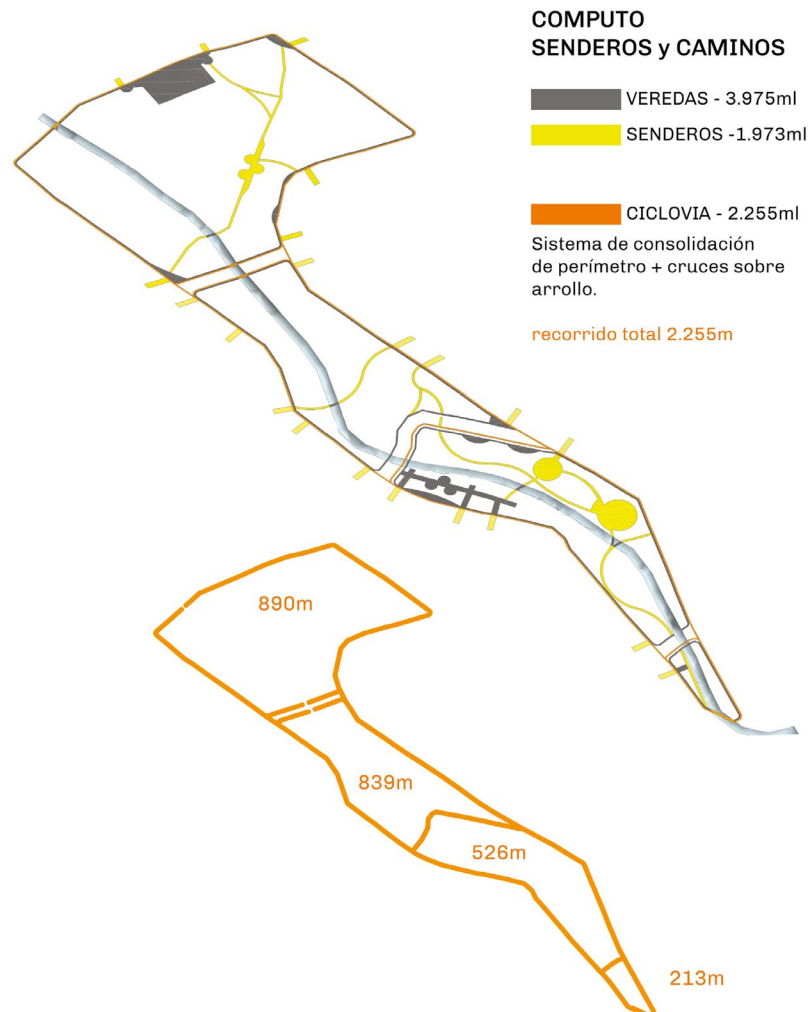 COMPUTO
SENDEROS y CAMINOS
VEREDAS - 3.975ml
SENDEROS -1.973ml
CICLOVIA - 2.255ml
Sistema de consolidación
de perímetro + cruces sobre
arrollo.
recorrido total 2.255m
890m
839m
526m
213m